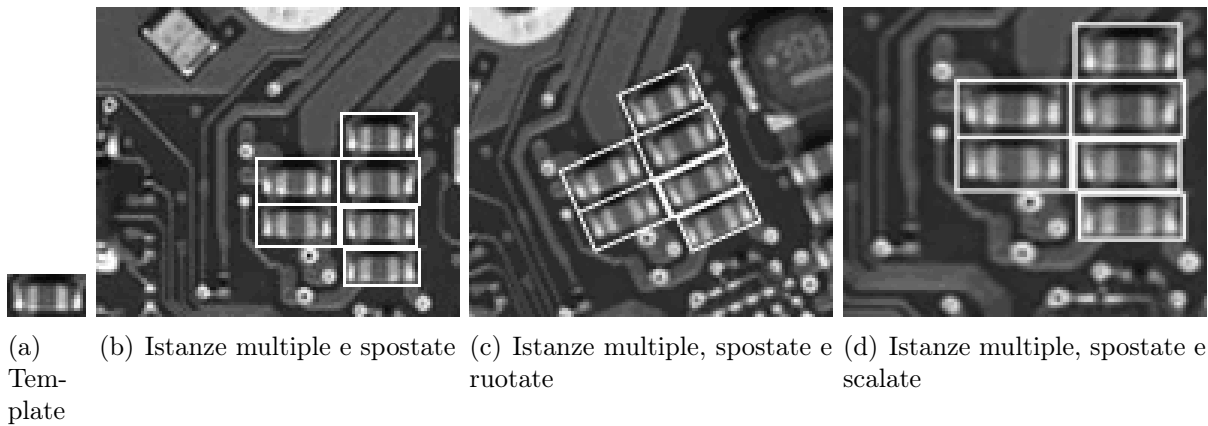 (a)
Tem-
plate
(b) Istanze multiple e spostate
(c) Istanze multiple, spostate e
ruotate
(d) Istanze multiple, spostate e
scalate